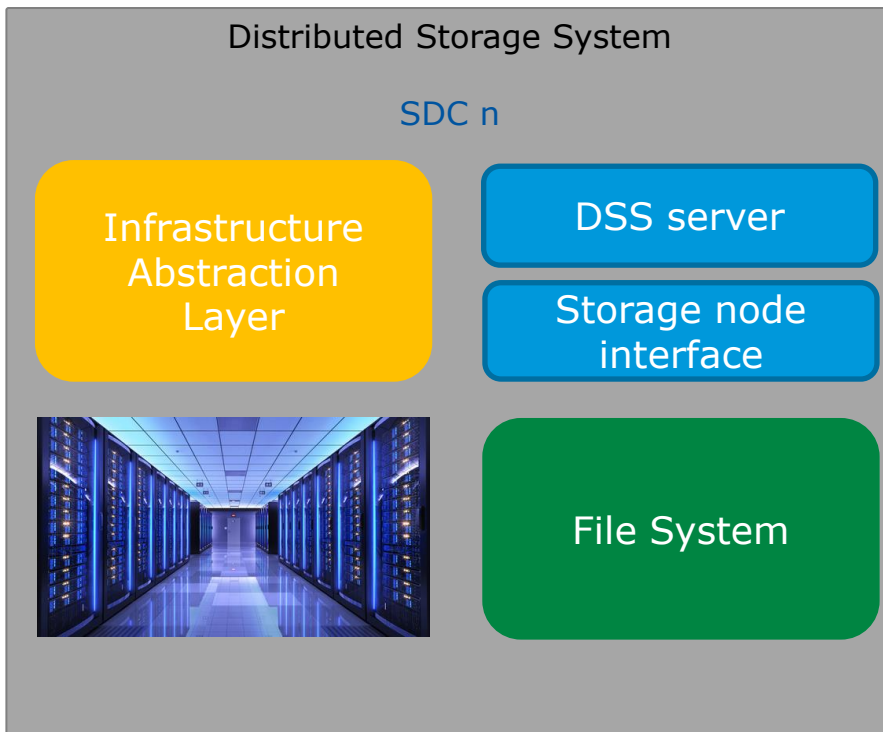 Distributed Storage System
SDC n
Infrastructure
Abstraction
Layer
DSS server
Storage node
interface
File System